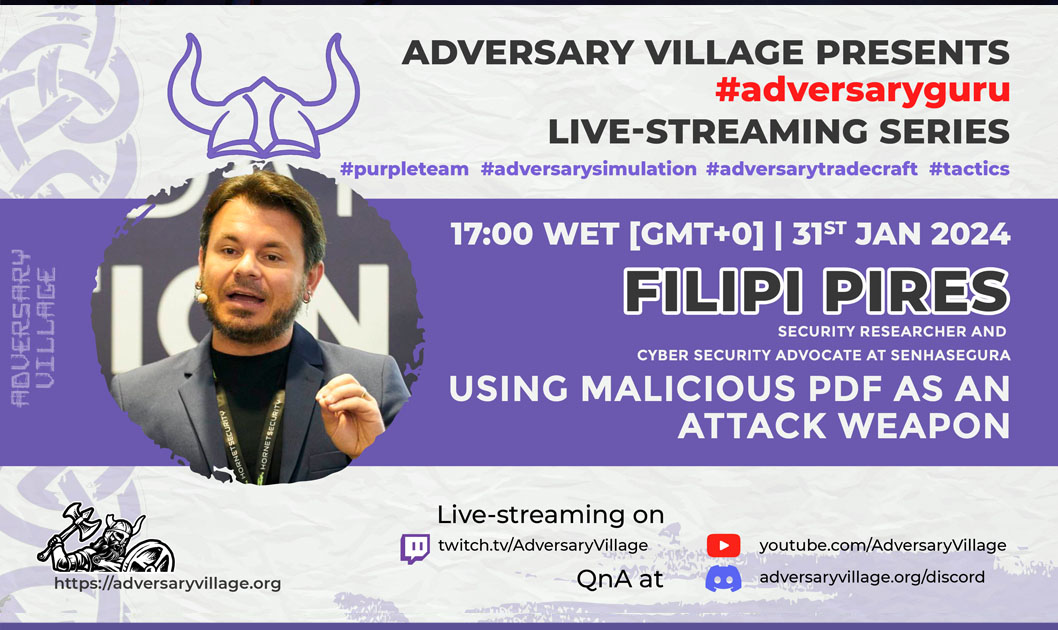 ADVERSARY VILLAGE PRESENTS
#adversaryguru
LIVE-STREAMING SERIES
#purpleteam #adversarysimulation #adversarytradecraft #tactics
17:00 WET [GMT+0] | 31ST JAN 2024
FILIPI PIRES
SECURITY RESEARCHER AND
CYBER SECURITY ADVOCATE AT SENHASEGURA
USING MALICIOUS PDF AS AN
ATTACK WEAPON
ADVERSARY
VILLAGE
ION
HORNETSECURITY
HORNETSECURITY
Live-streaming on
twitch.tv/AdversaryVillage
youtube.com/AdversaryVillage
QnA at
adversaryvillage.org/discord
https://adversaryvillage.org